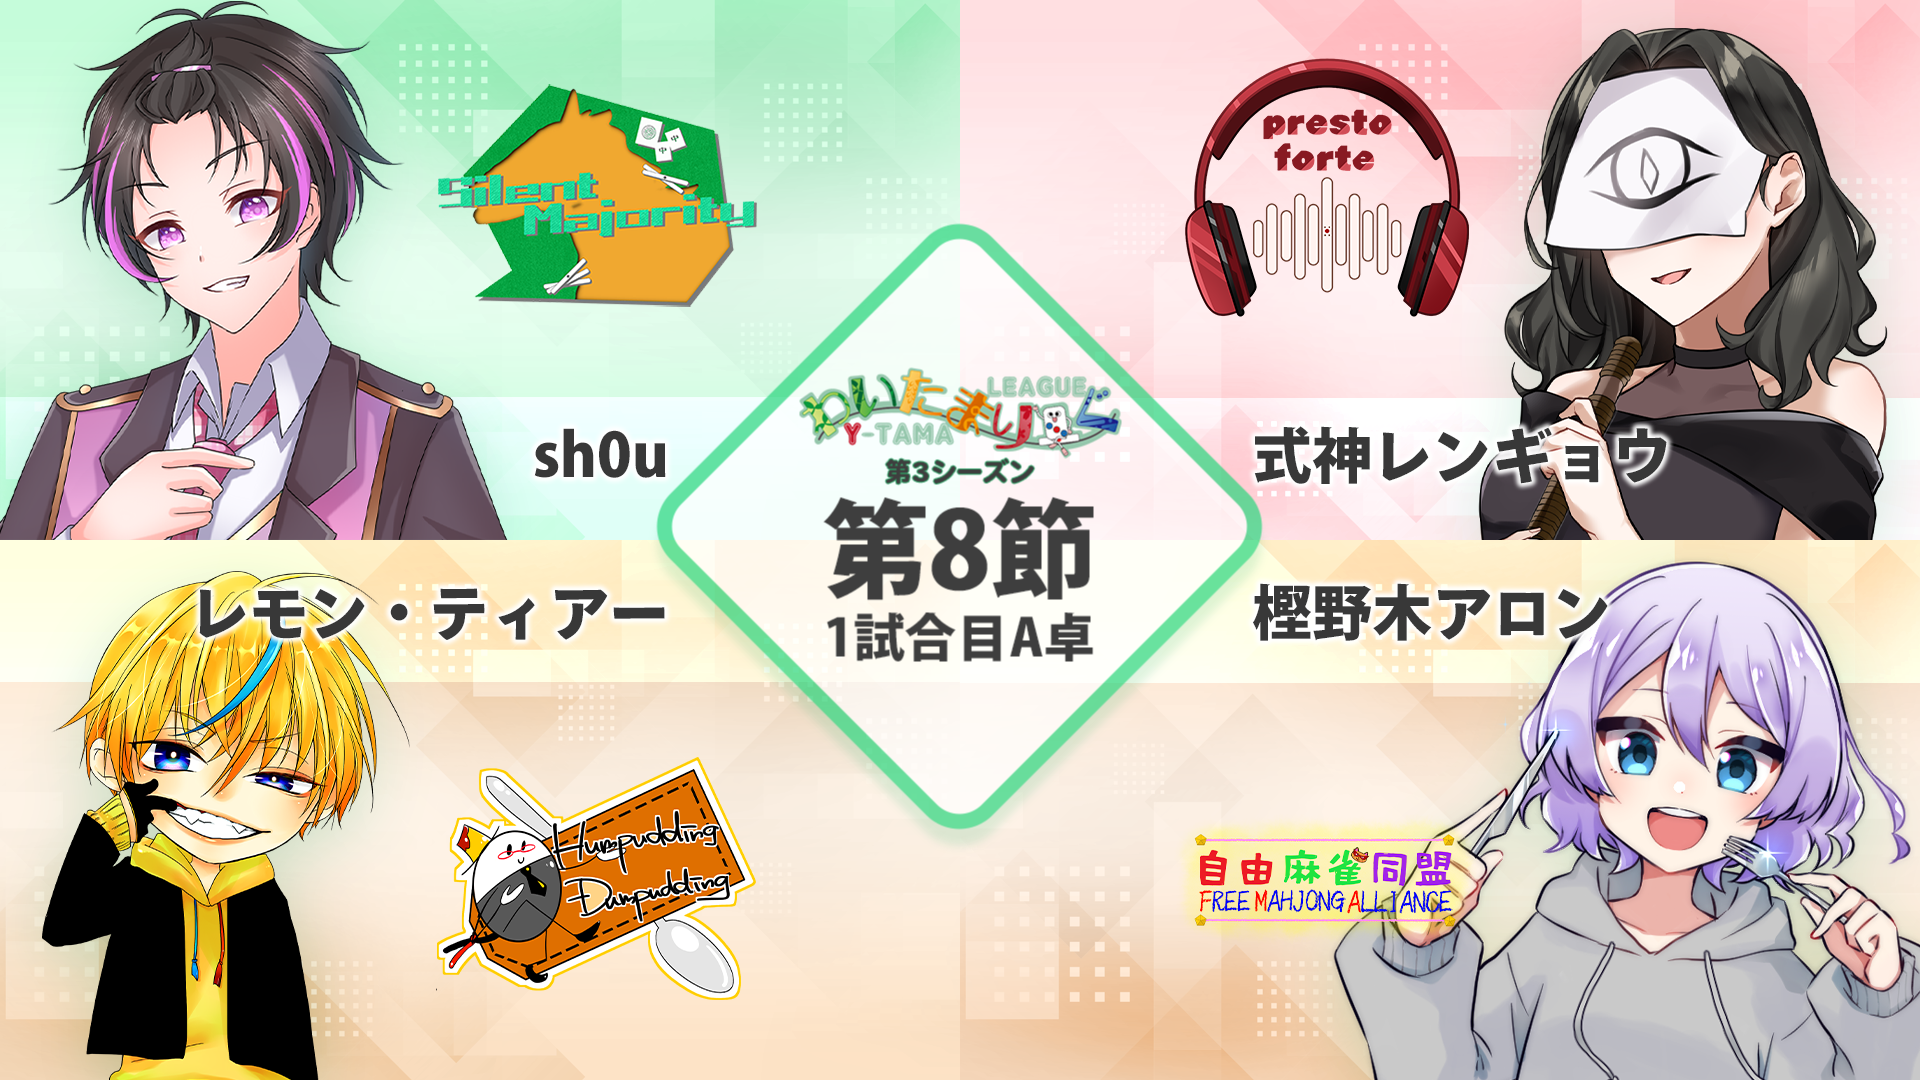 Silent
Majority
sh0u
presto
forte
式神レンギョウ
わいたまりーぐ
LEAGUE
Y-TAMA
第3シーズン
第8節
1試合目A卓
レモン・ティアー
Humpudding
Dumpudding
樫野木アロン
自由麻雀同盟
FREE MAHJONG ALLIANCE